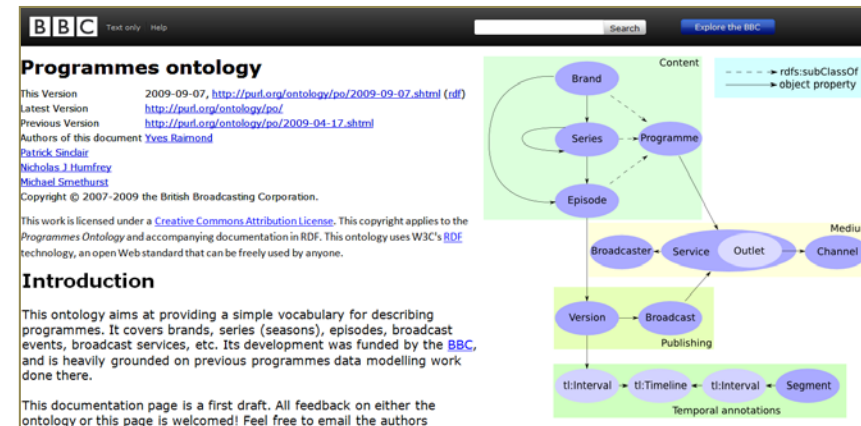 BBC Text only Help Search Explore the BBC
Programmes ontology
This Version 2009-09-07, http://purl.org/ontology/po/2009-09-07.shtml (rdf)
Latest Version http://purl.org/ontology/po/
Previous Version http://purl.org/ontology/po/2009-04-17.shtml
Authors of this document Yves Raimond
Patrick Sinclair
Nicholas J Humfrey
Michael Smethurst
Copyright © 2007-2009 the British Broadcasting Corporation.
This work is licensed under a Creative Commons Attribution License. This copyright applies to the
Programmes Ontology and accompanying documentation in RDF. This ontology uses W3C's RDF
technology, an open Web standard that can be freely used by anyone.
Introduction
This ontology aims at providing a simple vocabulary for describing
programmes. It covers brands, series (seasons), episodes, broadcast
events, broadcast services, etc. Its development was funded by the BBC,
and is heavily grounded on previous programmes data modelling work
done there.
This documentation page is a first draft. All feedback on either the
ontology or this page is welcomed! Feel free to email the authors
Content
rdfs:subClassOf
object property
Brand
Series
Programme
Episode
Mediu
Broadcaster
Service
Outlet
Channel
Version
Broadcast
Publishing
tl:Interval
tl:Timeline
tl:Interval
Segment
Temporal annotations